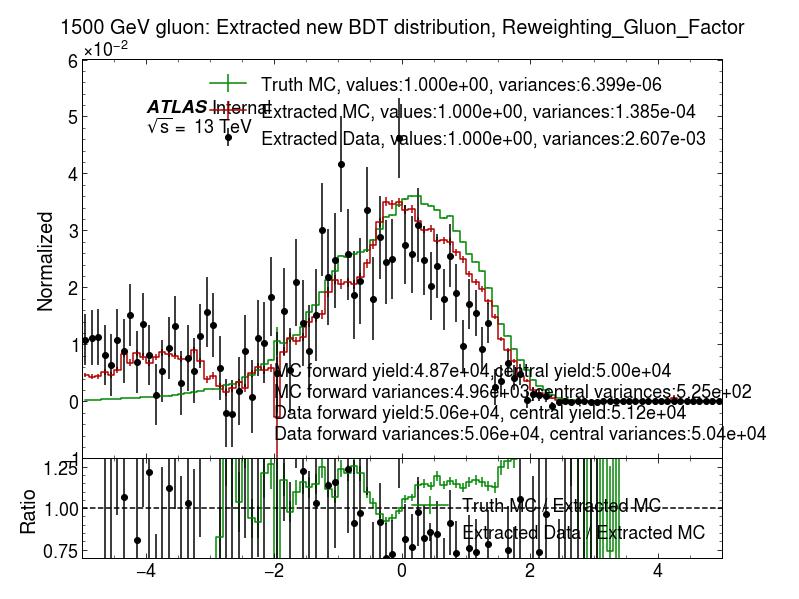 1500 GeV gluon: Extracted new BDT distribution, Reweighting_Gluon_Factor
×10⁻²
6
5
4
3
2
1
0
1
Normalized
Truth MC, values:1.000e+00, variances:6.399e-06
ATLAS Internal
Extracted MC, values:1.000e+00, variances:1.385e-04
√s = 13 TeV
Extracted Data, values:1.000e+00, variances:2.607e-03
MC forward yield:4.87e+04,central yield:5.00e+04
MC forward variances:4.96e+03,central variances:5.25e+02
Data forward yield:5.06e+04, central yield:5.12e+04
Data forward variances:5.06e+04, central variances:5.04e+04
1.25
1.00
0.75
Ratio
Truth MC / Extracted MC
Extracted Data / Extracted MC
−4 −2 0 2 4